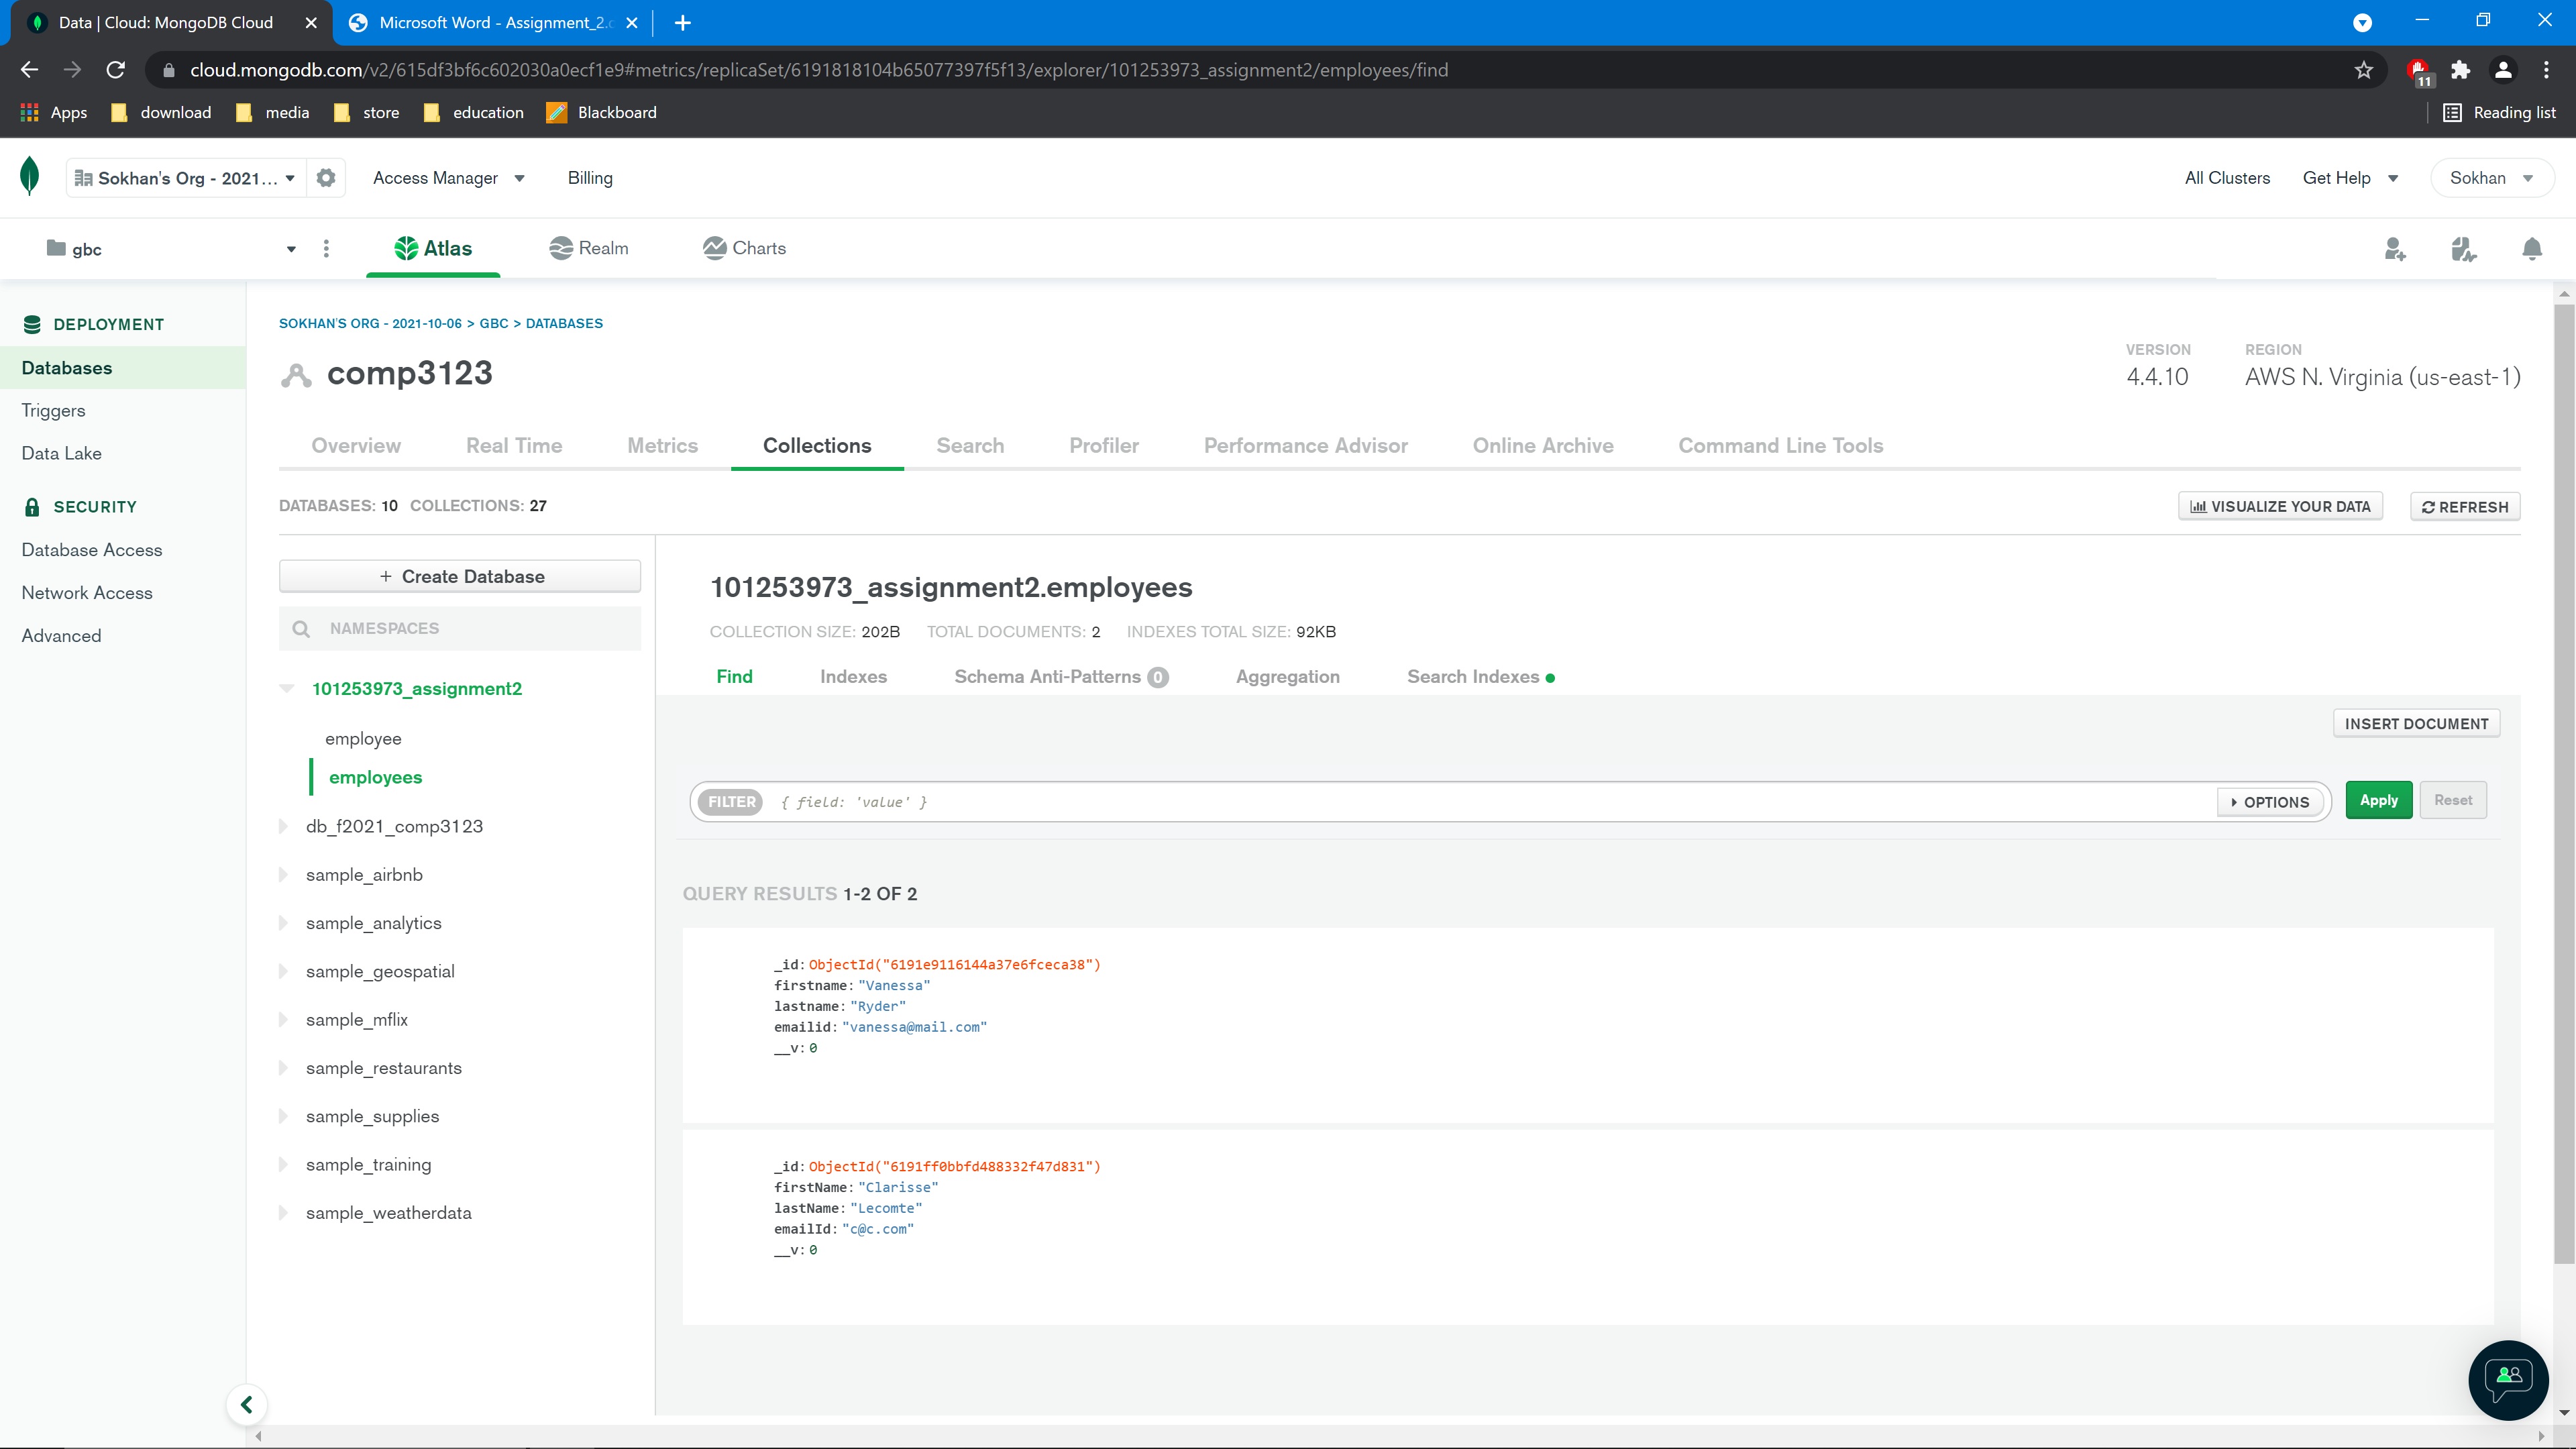 Data | Cloud: MongoDB Cloud
Microsoft Word - Assignment_2.
cloud.mongodb.com/v2/615df3bf6c602030a0ecf1e9#metrics/replicaSet/6191818104b65077397f5f13/explorer/101253973_assignment2/employees/find
11
Apps download media store education Blackboard Reading list
Sokhan's Org - 2021... Access Manager Billing All Clusters Get Help Sokhan
gbc Atlas Realm Charts
DEPLOYMENT
Databases
Triggers
Data Lake
SECURITY
Database Access
Network Access
Advanced
SOKHAN'S ORG - 2021-10-06 > GBC > DATABASES
comp3123
VERSION
4.4.10
REGION
AWS N. Virginia (us-east-1)
Overview Real Time Metrics Collections Search Profiler Performance Advisor Online Archive Command Line Tools
DATABASES: 10 COLLECTIONS: 27
VISUALIZE YOUR DATA REFRESH
+ Create Database
NAMESPACES
101253973_assignment2
employee
employees
db_f2021_comp3123
sample_airbnb
sample_analytics
sample_geospatial
sample_mflix
sample_restaurants
sample_supplies
sample_training
sample_weatherdata
101253973_assignment2.employees
COLLECTION SIZE: 202B TOTAL DOCUMENTS: 2 INDEXES TOTAL SIZE: 92KB
Find Indexes Schema Anti-Patterns 0 Aggregation Search Indexes
INSERT DOCUMENT
FILTER { field: 'value' } OPTIONS Apply Reset
QUERY RESULTS 1-2 OF 2
_id: ObjectId("6191e9116144a37e6fceca38")
firstname: "Vanessa"
lastname: "Ryder"
emailid: "vanessa@mail.com"
__v: 0
_id: ObjectId("6191ff0bbfd488332f47d831")
firstName: "Clarisse"
lastName: "Lecomte"
emailId: "c@c.com"
__v: 0